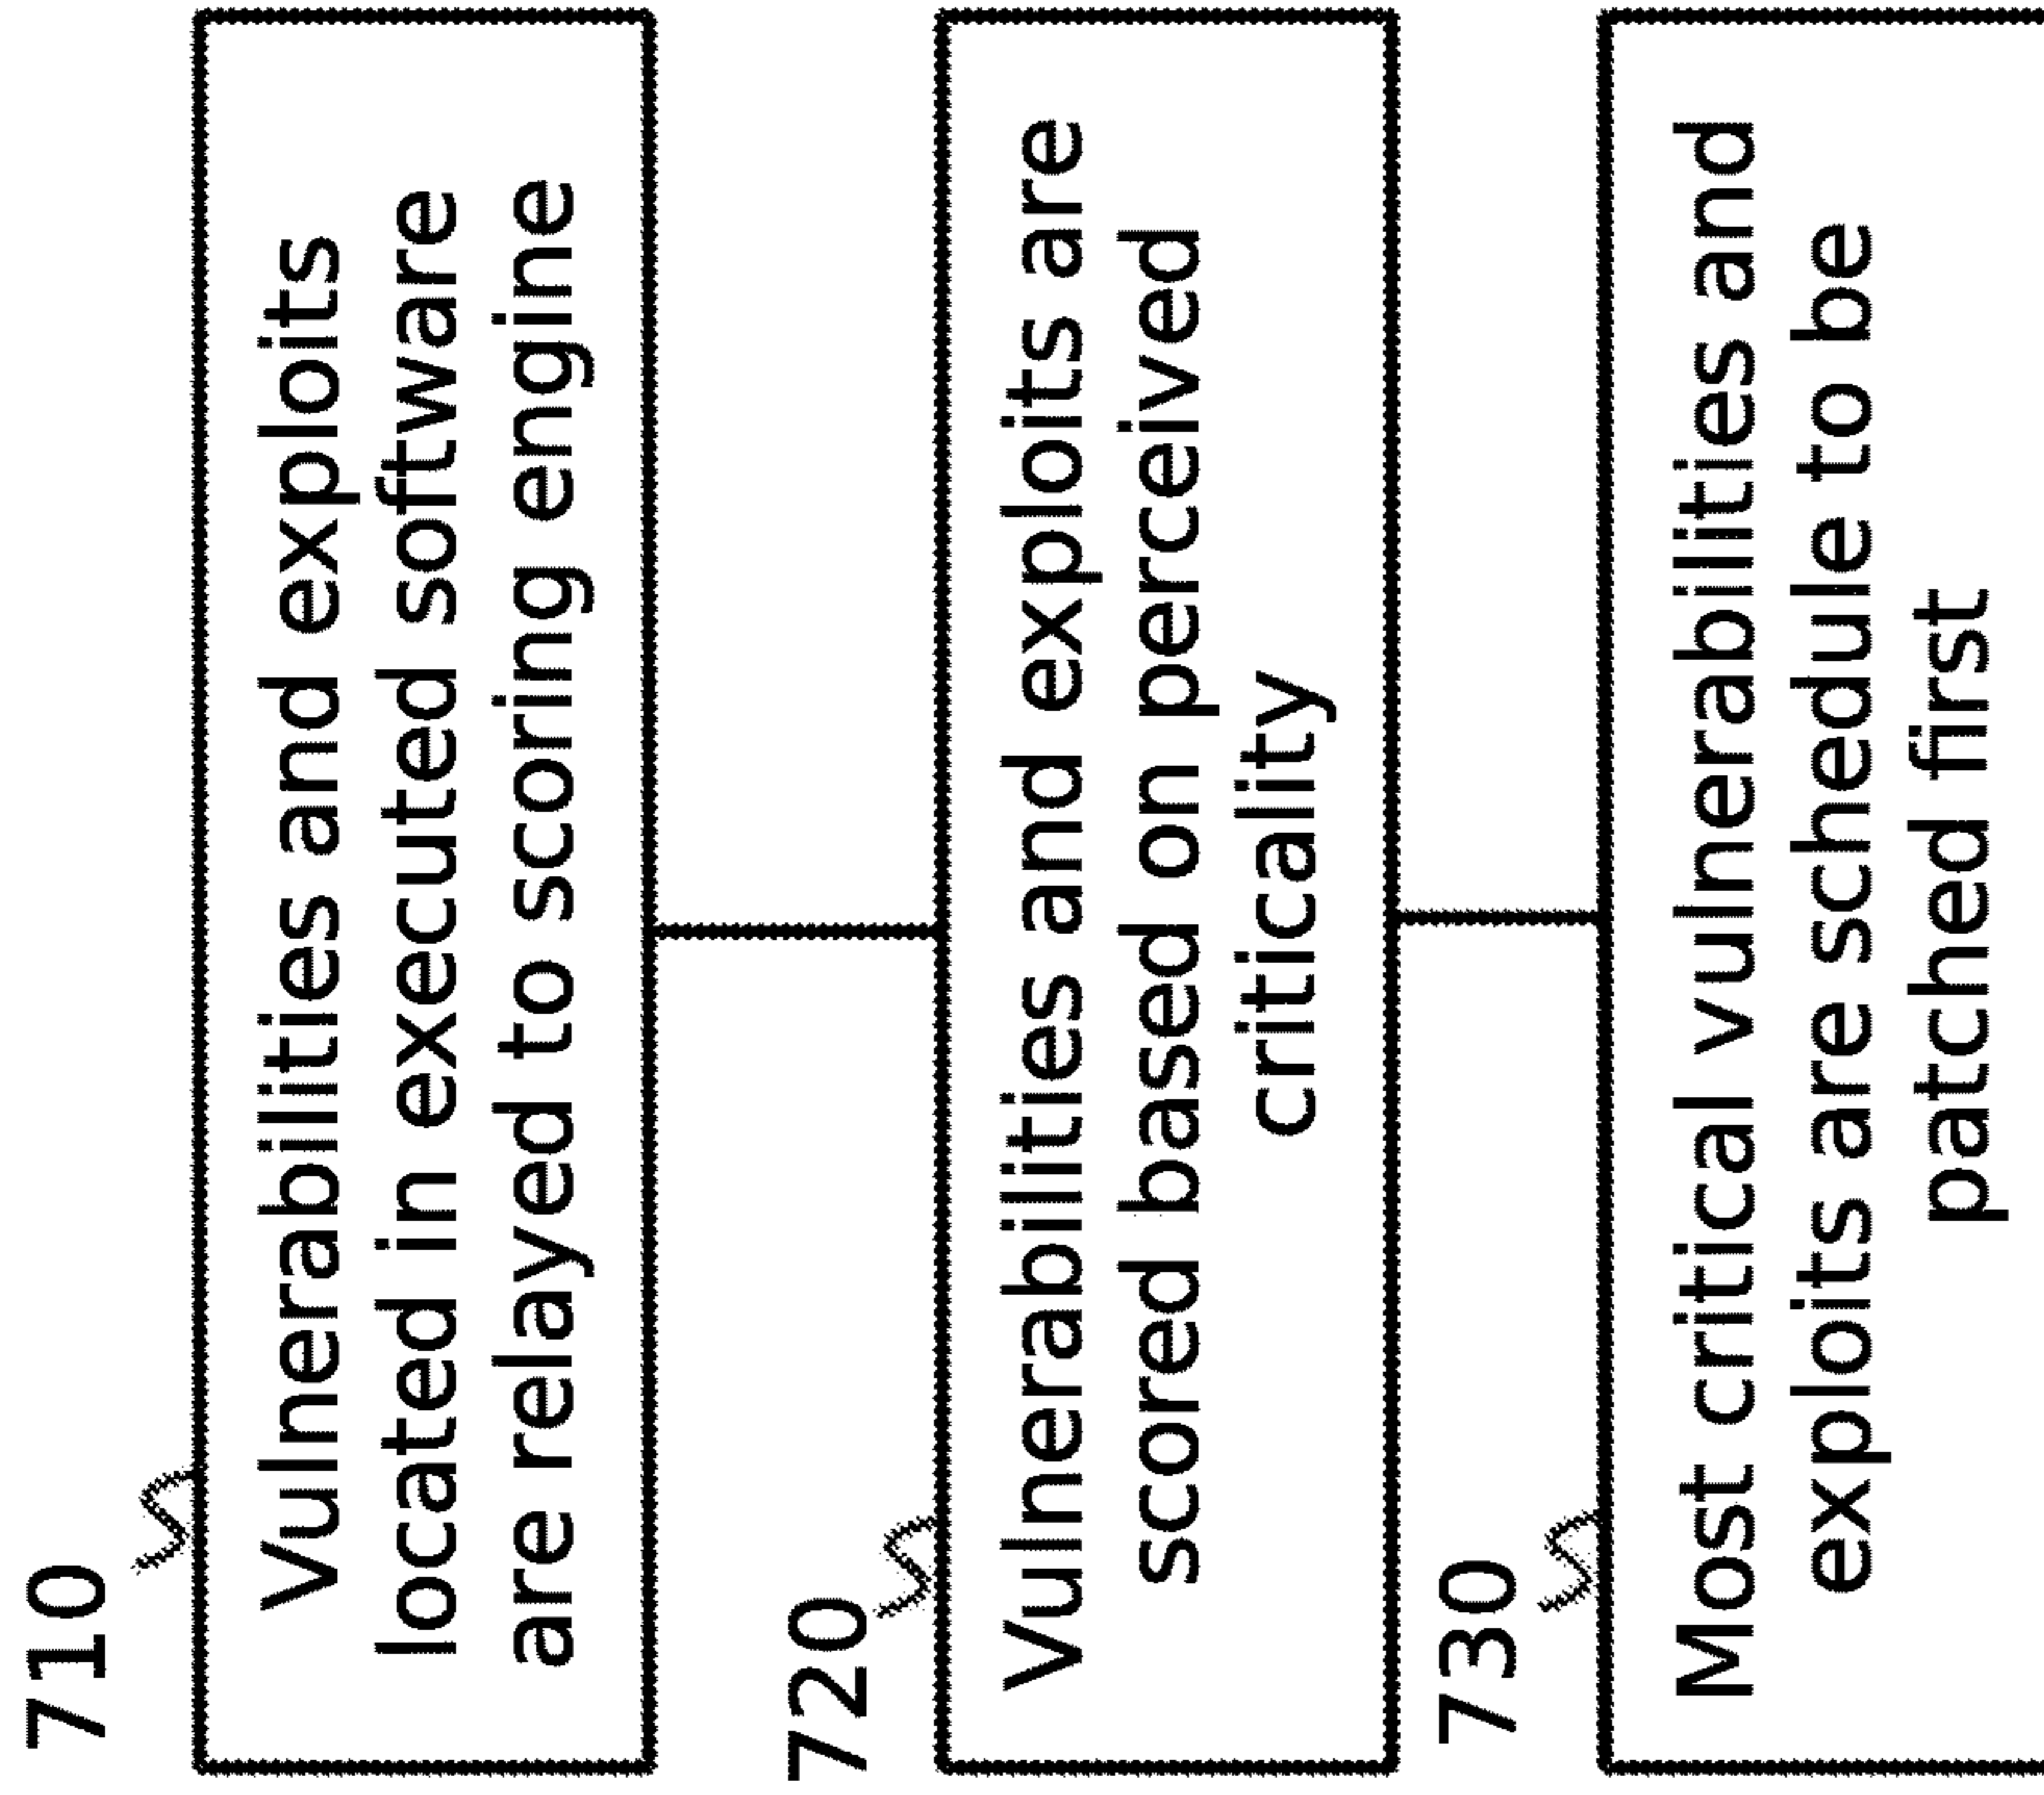 710
Vulnerabilities and exploits
located in executed software
are relayed to scoring engine
720
Vulnerabilities and exploits are
scored based on perceived
criticality
730
Most critical vulnerabilities and
exploits are schedule to be
patched first